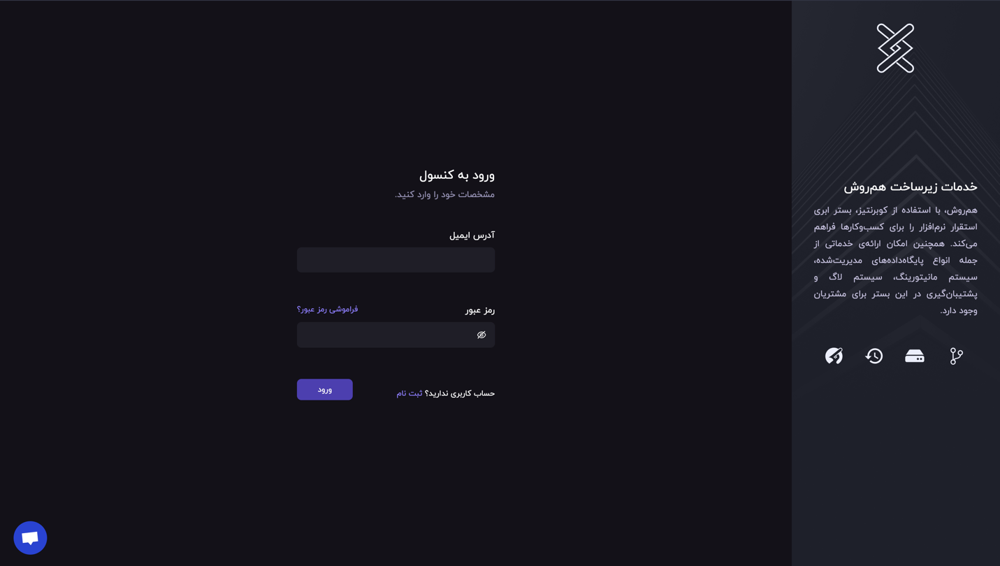 خدمات زیرساخت هم‌روش
هم‌روش، با استفاده از کوبرنتیز، بستر ابری
استقرار نرم‌افزار را برای کسب‌وکارها فراهم
می‌کند. همچنین امکان ارائه‌ی خدماتی از
جمله انواع پایگاه‌داده‌های مدیریت‌شده،
سیستم مانیتورینگ، سیستم لاگ و
پشتیبان‌گیری در این بستر برای مشتریان
وجود دارد.
ورود به کنسول
مشخصات خود را وارد کنید.
آدرس ایمیل
رمز عبور
فراموشی رمز عبور؟
حساب کاربری ندارید؟ ثبت نام
ورود